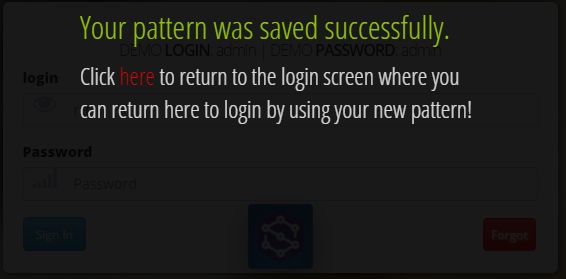 Your pattern was saved successfully.
DEMO LOGIN: admin | DEMO PASSWORD: admin
Click here to return to the login screen where you
login
can return here to login by using your new pattern!
Password
Password
Sign In
Forgot